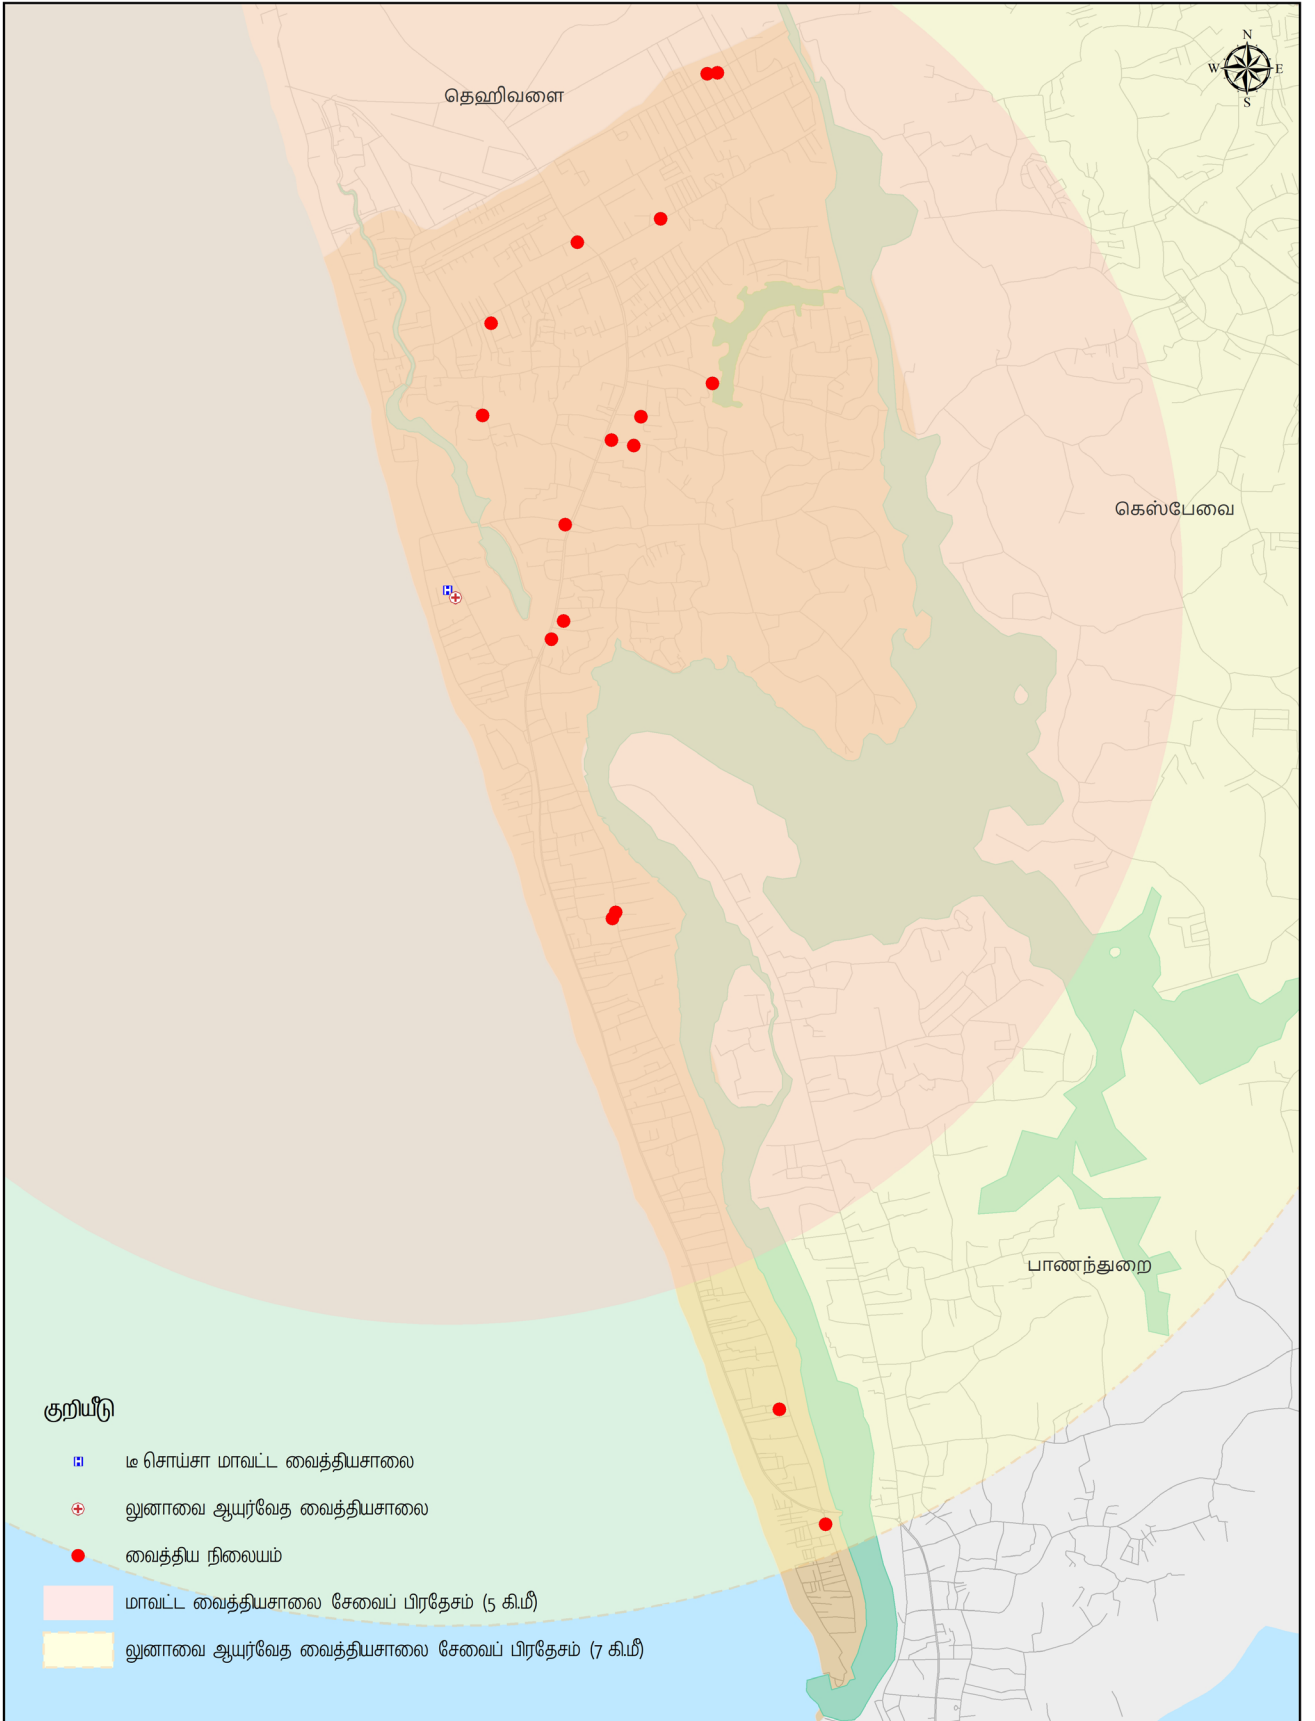 N
W E
S
தெஹிவளை
கெஸ்பேவை
பாணந்துறை
குறியீடு
டீ சொய்சா மாவட்ட வைத்தியசாலை
லுனாவை ஆயுர்வேத வைத்தியசாலை
வைத்திய நிலையம்
மாவட்ட வைத்தியசாலை சேவைப் பிரதேசம் (5 கி.மீ)
லுனாவை ஆயுர்வேத வைத்தியசாலை சேவைப் பிரதேசம் (7 கி.மீ)